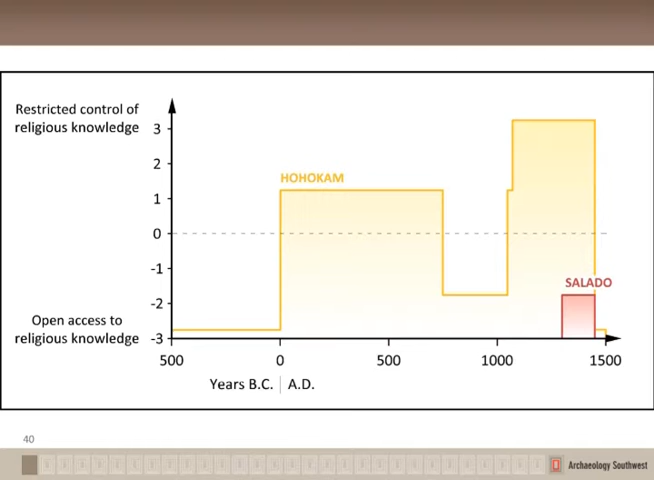 Restricted control of
religious knowledge
3
2
1
0
-1
-2
-3
HOHOKAM
SALADO
Open access to
religious knowledge
500 0 500 1000 1500
Years B.C. A.D.
40
Archaeology Southwest